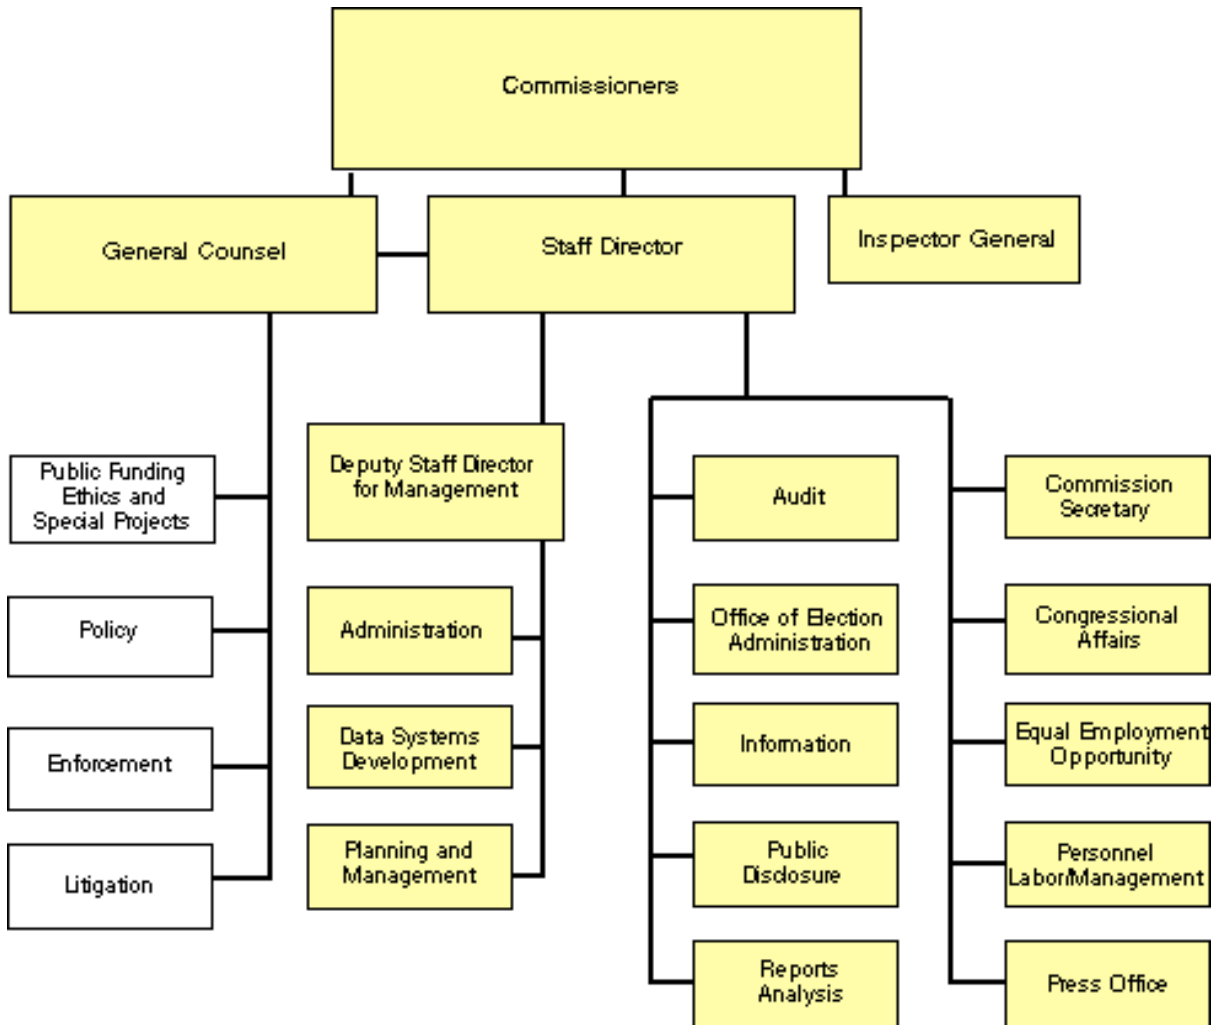 Commissioners
General Counsel
Staff Director
Inspector General
Public Funding
Ethics and
Special Projects
Policy
Enforcement
Litigation
Deputy Staff Director
for Management
Administration
Data Systems
Development
Planning and
Management
Audit
Office of Election
Administration
Information
Public
Disclosure
Reports
Analysis
Commission
Secretary
Congressional
Affairs
Equal Employment
Opportunity
Personnel
Labor/Management
Press Office